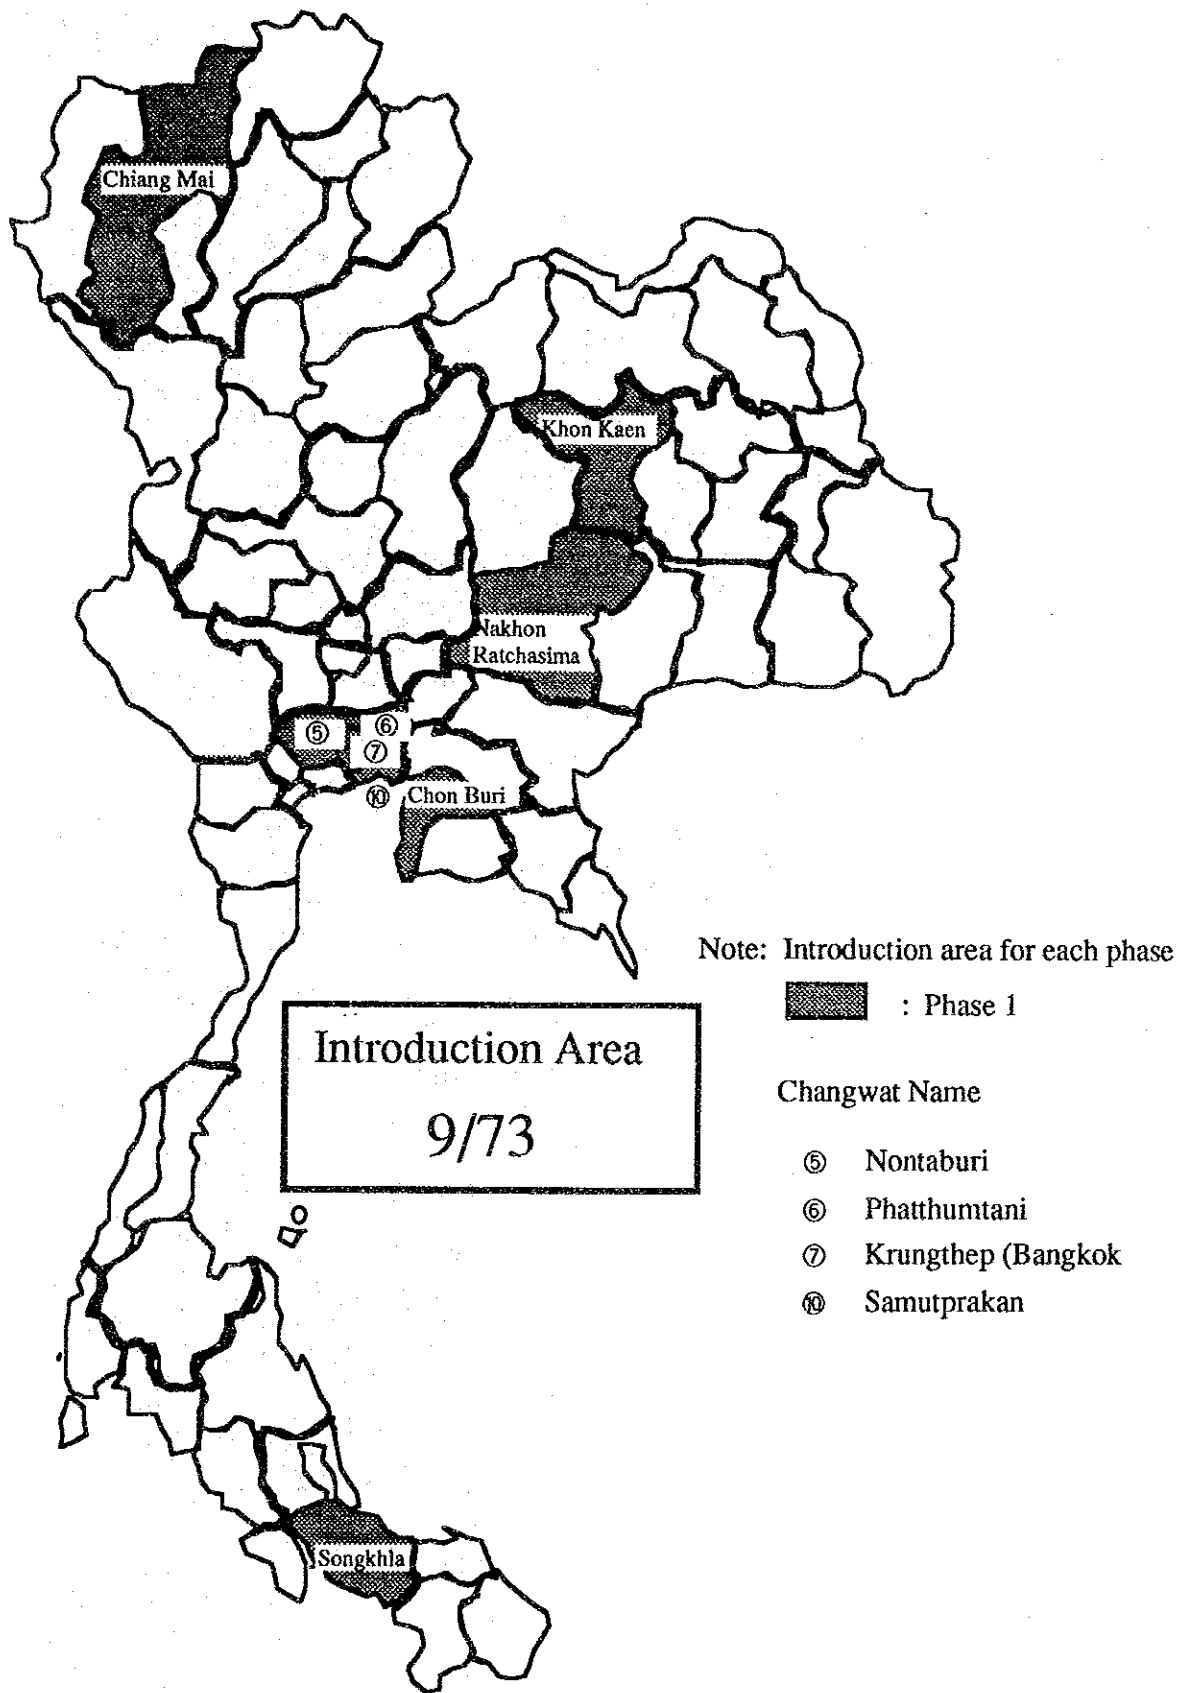 Chiang Mai
Khon Kaen
Nakhon
Ratchasima
⑤
⑥
⑦
⑩
Chon Buri
Note: Introduction area for each phase
: Phase 1
Introduction Area
9/73
Changwat Name
⑤ Nontaburi
⑥ Phatthumtani
⑦ Krungthep (Bangkok
⑩ Samutprakan
Songkhla